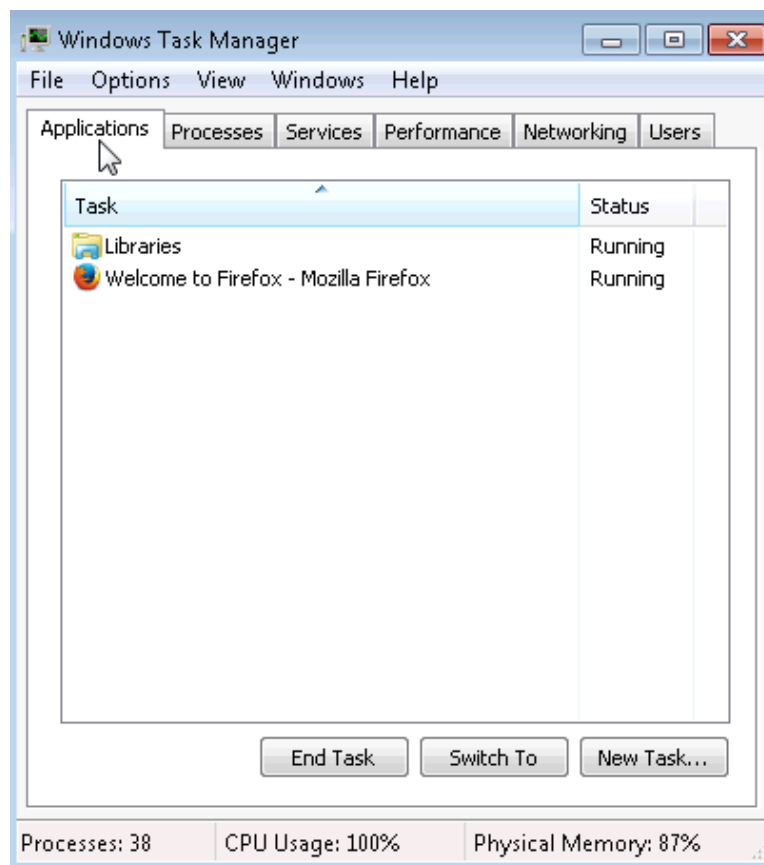 Windows Task Manager
File Options View Windows Help
Applications Processes Services Performance Networking Users
Task Status
Libraries Running
Welcome to Firefox - Mozilla Firefox Running
End Task Switch To New Task...
Processes: 38 CPU Usage: 100% Physical Memory: 87%